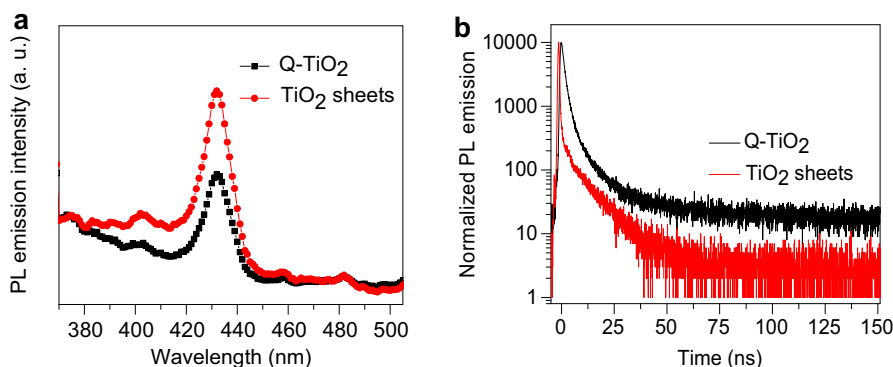 a
PL emission intensity (a. u.)
Q-TiO₂
TiO₂ sheets
380 400 420 440 460 480 500
Wavelength (nm)
b
Normalized PL emission
10000
1000
100
10
1
Q-TiO₂
TiO₂ sheets
0 25 50 75 100 125 150
Time (ns)